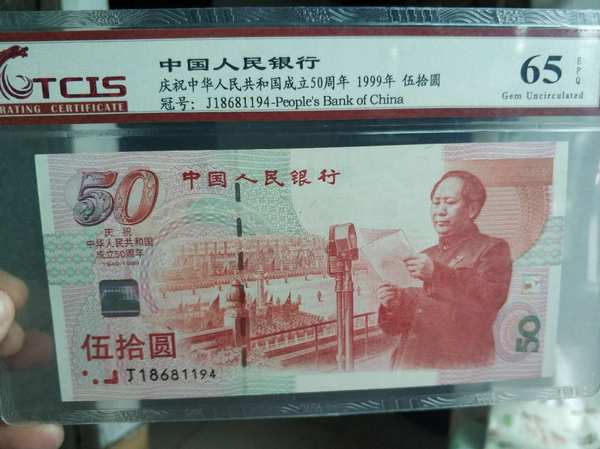 TCIS
RATING CERTIFICATE
中国人民银行
庆祝中华人民共和国成立50周年 1999年 伍拾圆
冠号: J18681194-People's Bank of China
65
EPQ
Gem Uncirculated
50
中国人民银行
庆祝
中华人民共和国
成立50周年
1949-1999
伍拾圆
J18681194
50